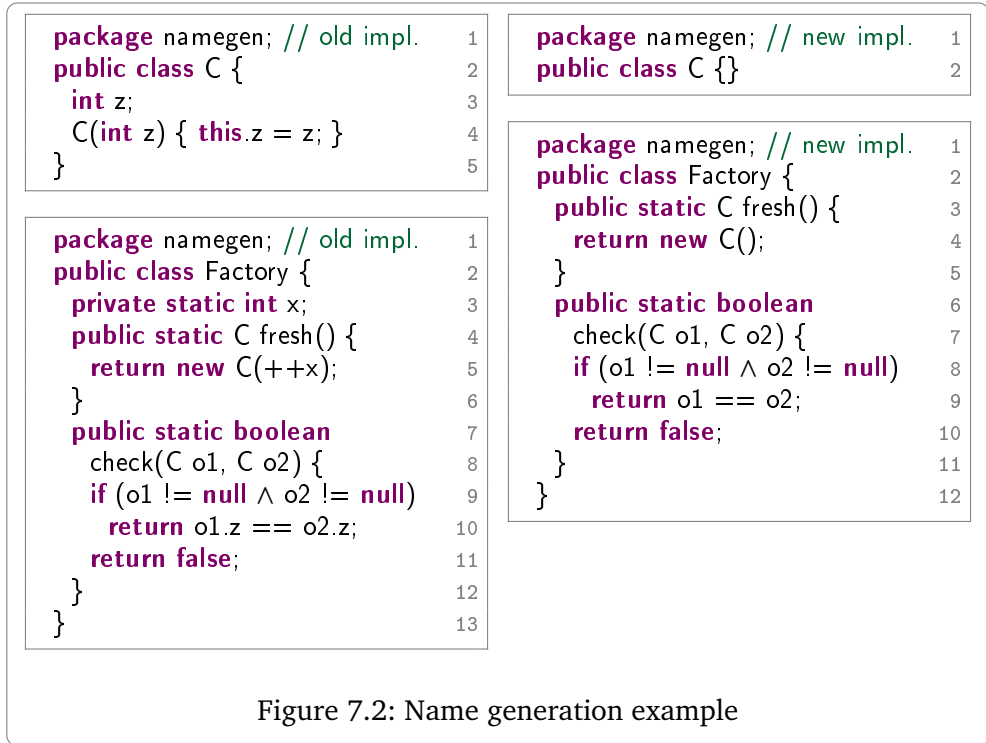 package namegen; // old impl. 1
public class C { 2
int z; 3
C(int z) { this.z = z; } 4
} 5
package namegen; // old impl. 1
public class Factory { 2
private static int x; 3
public static C fresh() { 4
return new C(++x); 5
} 6
public static boolean 7
check(C o1, C o2) { 8
if (o1 != null ∧ o2 != null) 9
return o1.z == o2.z; 10
return false; 11
} 12
} 13
package namegen; // new impl. 1
public class C {} 2
package namegen; // new impl. 1
public class Factory { 2
public static C fresh() { 3
return new C(); 4
} 5
public static boolean 6
check(C o1, C o2) { 7
if (o1 != null ∧ o2 != null) 8
return o1 == o2; 9
return false; 10
} 11
} 12
Figure 7.2: Name generation example